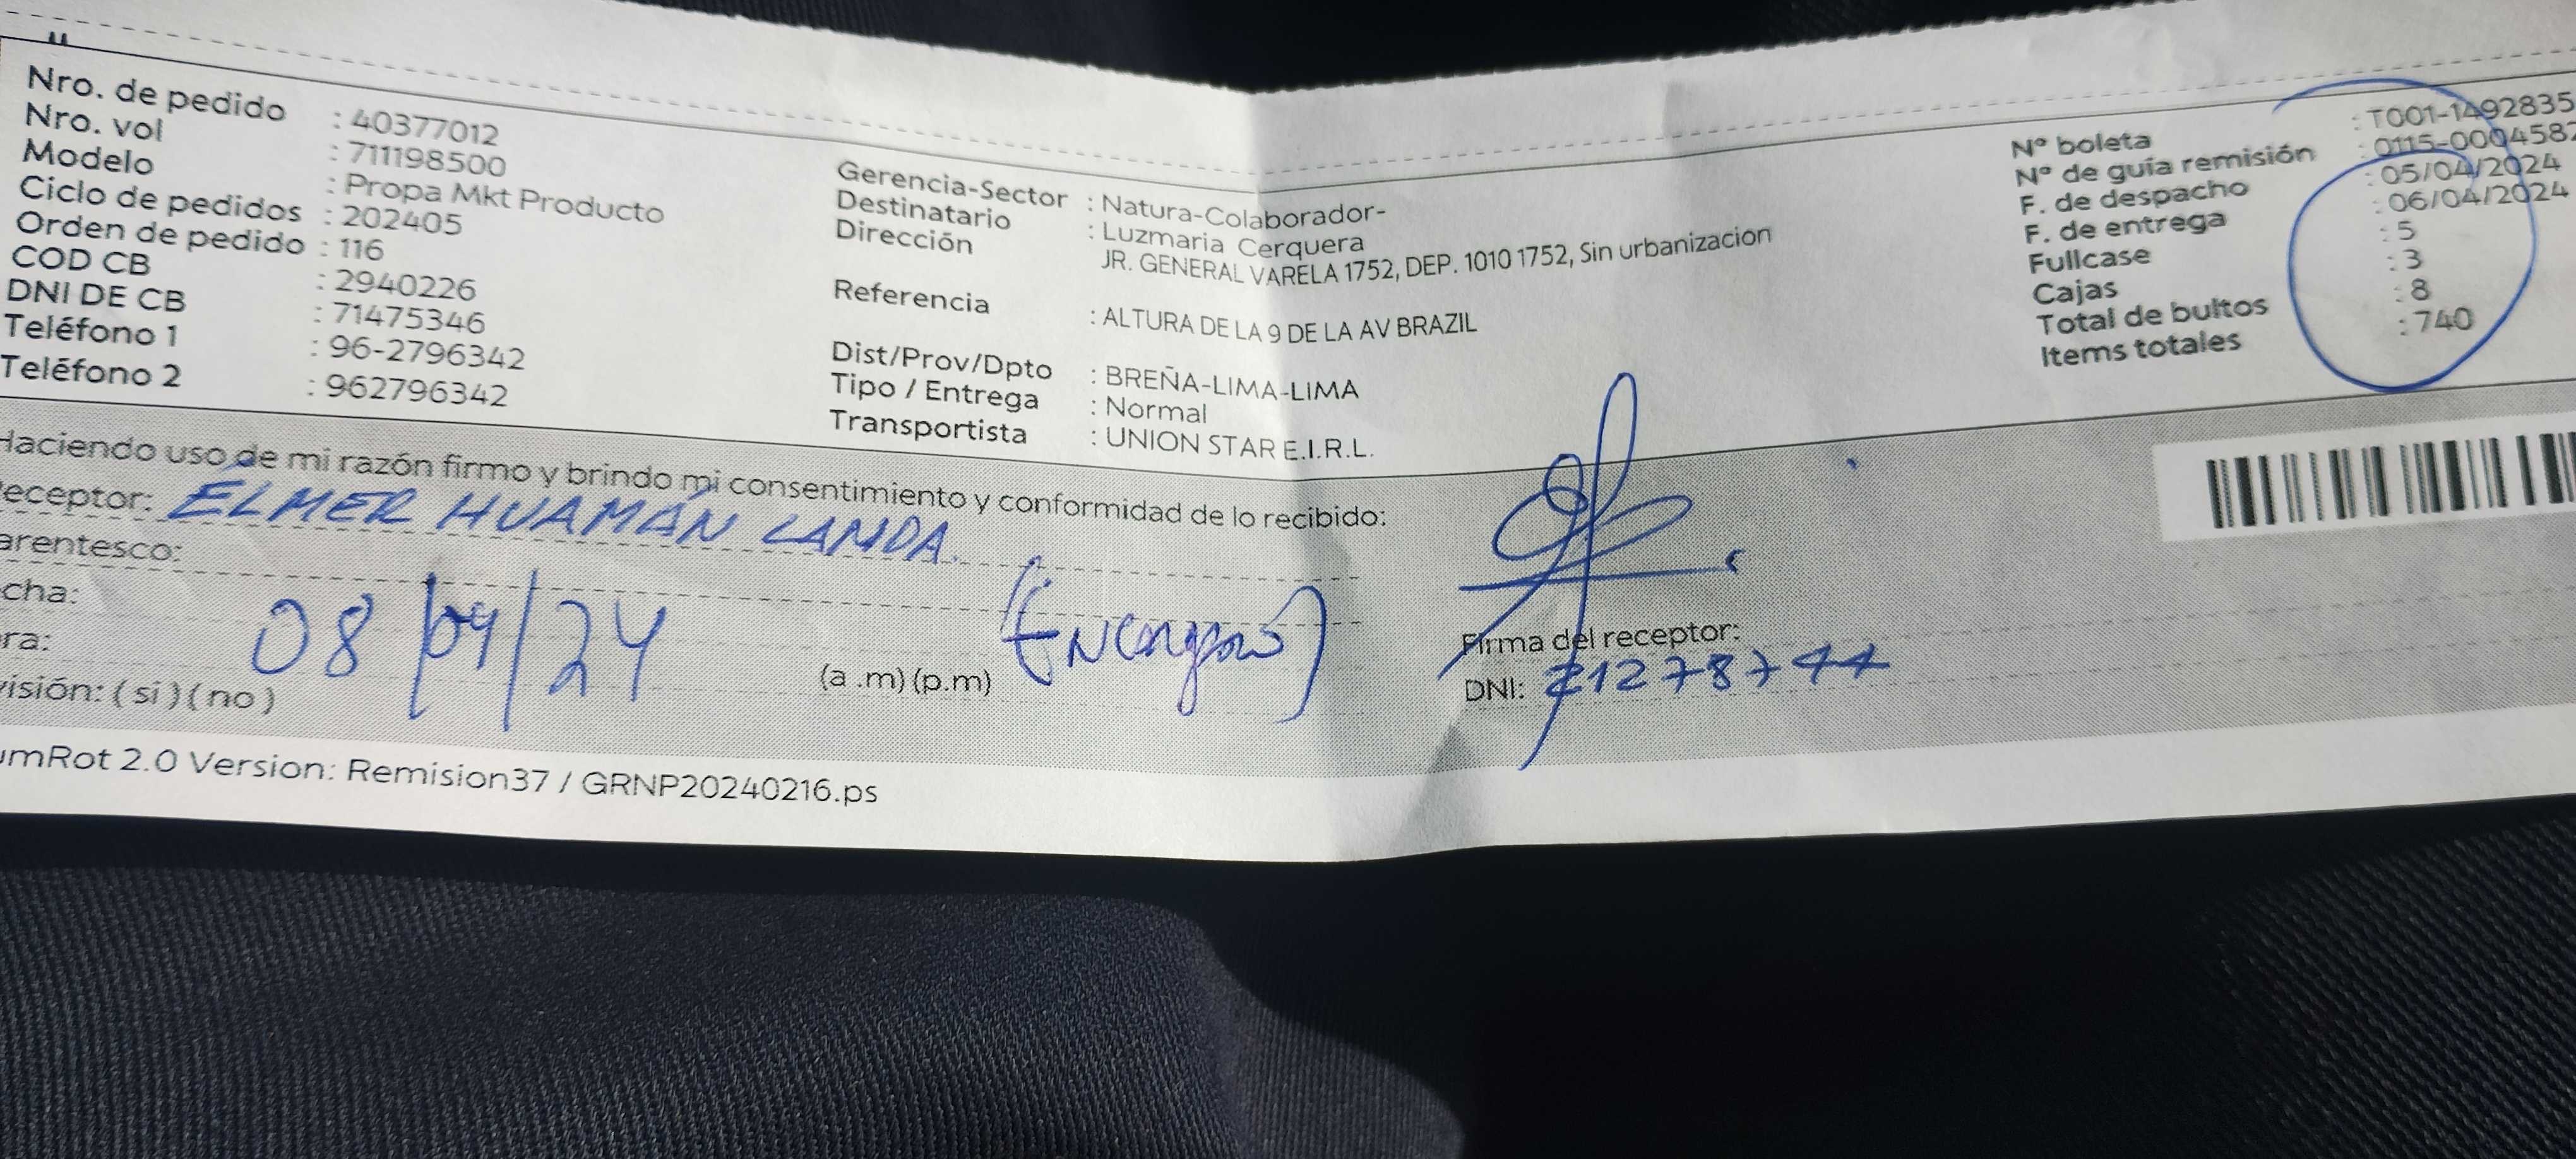 Nro. de pedido : 40377012
Nro. vol : 711198500
Modelo : Propa Mkt Producto
Ciclo de pedidos : 202405
Orden de pedido : 116
COD CB : 2940226
DNI DE CB : 71475346
Teléfono 1 : 96-2796342
Teléfono 2 : 962796342
Gerencia-Sector : Natura-Colaborador-
Destinatario : Luzmaria Cerquera
Dirección JR. GENERAL VARELA 1752, DEP. 1010 1752, Sin urbanizacion
Referencia : ALTURA DE LA 9 DE LA AV BRAZIL
Dist/Prov/Dpto : BREÑA-LIMA-LIMA
Tipo / Entrega : Normal
Transportista : UNION STAR E.I.R.L.
N° boleta : T001-1492835
N° de guía remisión : 0115-0004582
F. de despacho : 05/04/2024
F. de entrega : 06/04/2024
Fullcase : 5
Cajas : 3
Total de bultos : 8
Items totales : 740
Haciendo uso de mi razón firmo y brindo mi consentimiento y conformidad de lo recibido:
eceptor: ELMER HUAMÁN LANDA.
arentesco:
cha: 08/04/24
ra: (a .m) (p.m)
visión: ( si ) ( no )
Firma del receptor:
DNI:
umRot 2.0 Version: Remision37 / GRNP20240216.ps